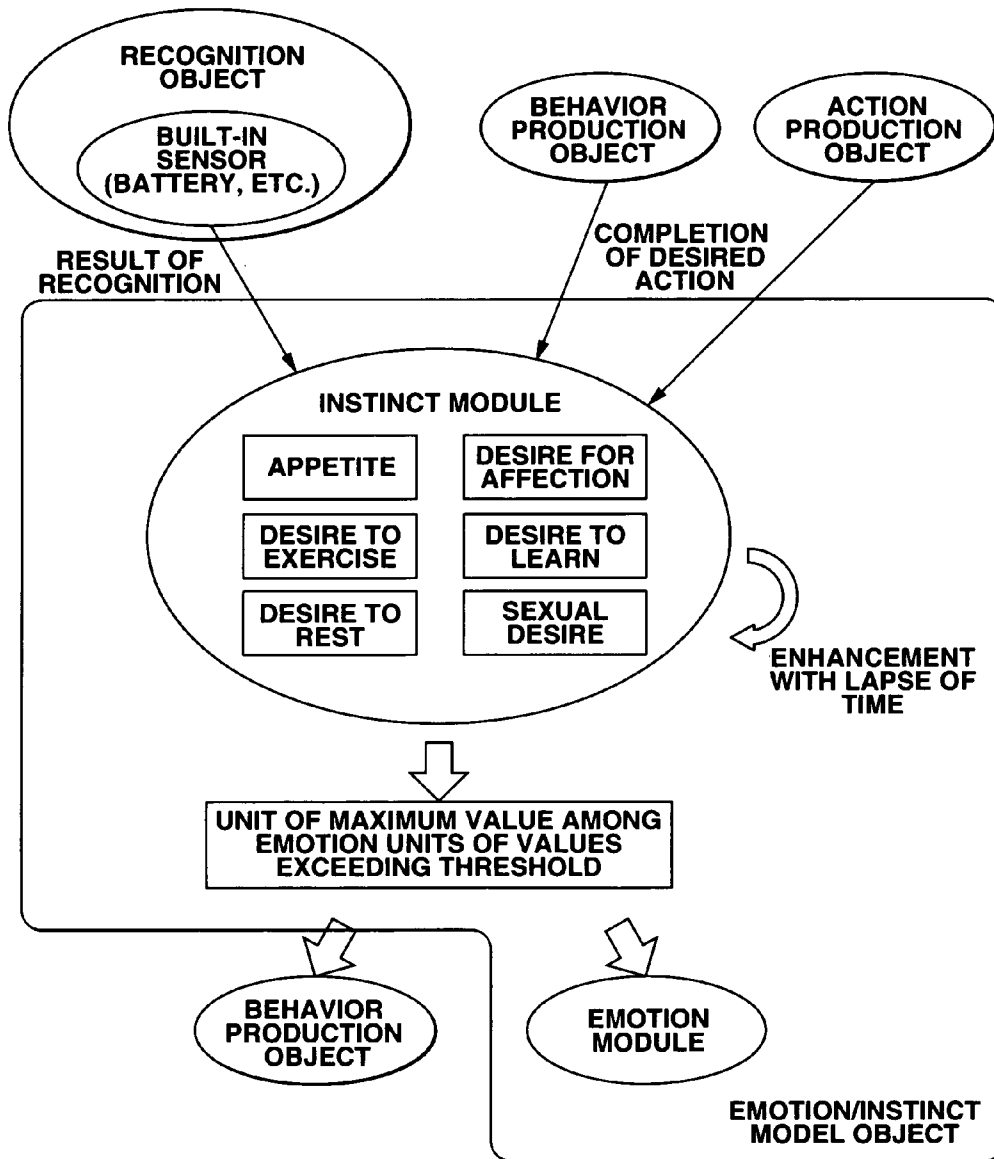 RECOGNITION
OBJECT
BUILT-IN
SENSOR
(BATTERY, ETC.)
BEHAVIOR
PRODUCTION
OBJECT
ACTION
PRODUCTION
OBJECT
RESULT OF
RECOGNITION
COMPLETION
OF DESIRED
ACTION
INSTINCT MODULE
APPETITE
DESIRE FOR
AFFECTION
DESIRE TO
EXERCISE
DESIRE TO
LEARN
DESIRE TO
REST
SEXUAL
DESIRE
ENHANCEMENT
WITH LAPSE OF
TIME
UNIT OF MAXIMUM VALUE AMONG
EMOTION UNITS OF VALUES
EXCEEDING THRESHOLD
BEHAVIOR
PRODUCTION
OBJECT
EMOTION
MODULE
EMOTION/INSTINCT
MODEL OBJECT